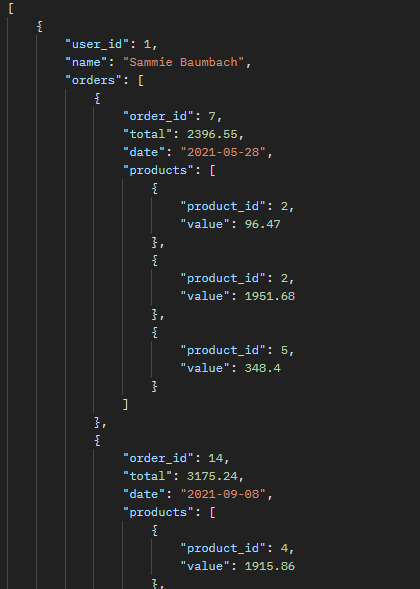 [
    {
        "user_id": 1,
        "name": "Sammie Baumbach",
        "orders": [
            {
                "order_id": 7,
                "total": 2396.55,
                "date": "2021-05-28",
                "products": [
                    {
                        "product_id": 2,
                        "value": 96.47
                    },
                    {
                        "product_id": 2,
                        "value": 1951.68
                    },
                    {
                        "product_id": 5,
                        "value": 348.4
                    }
                ]
            },
            {
                "order_id": 14,
                "total": 3175.24,
                "date": "2021-09-08",
                "products": [
                    {
                        "product_id": 4,
                        "value": 1915.86
                    },